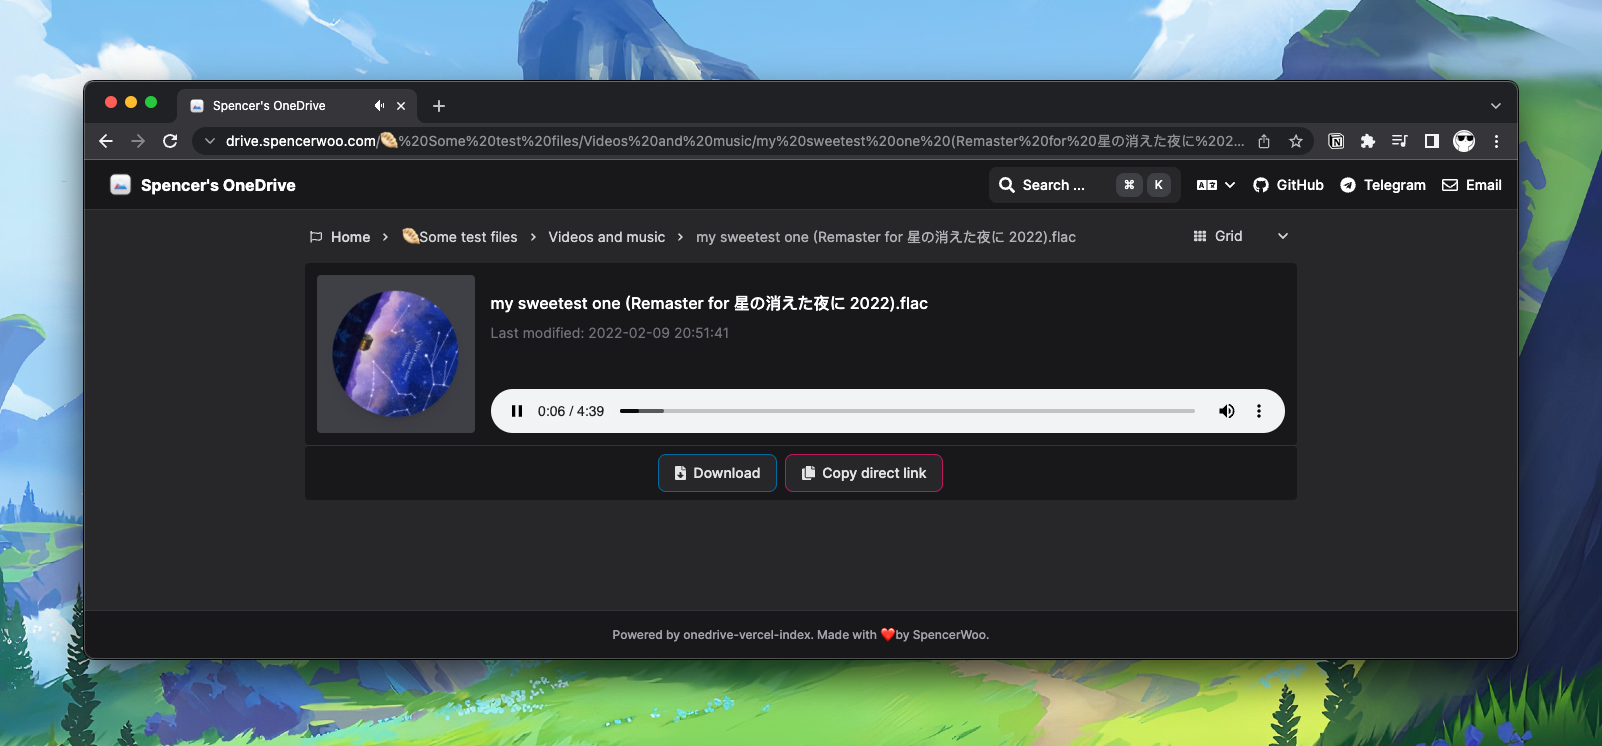 Spencer's OneDrive
drive.spencerwoo.com/🫓%20Some%20test%20files/Videos%20and%20music/my%20sweetest%20one%20(Remaster%20for%20星の消えた夜に%202...
Spencer's OneDrive
Search ... ⌘ K
GitHub
Telegram
Email
Home > 🫓Some test files > Videos and music > my sweetest one (Remaster for 星の消えた夜に 2022).flac
Grid
my sweetest one (Remaster for 星の消えた夜に 2022).flac
Last modified: 2022-02-09 20:51:41
0:06 / 4:39
Download
Copy direct link
Powered by onedrive-vercel-index. Made with ❤️by SpencerWoo.